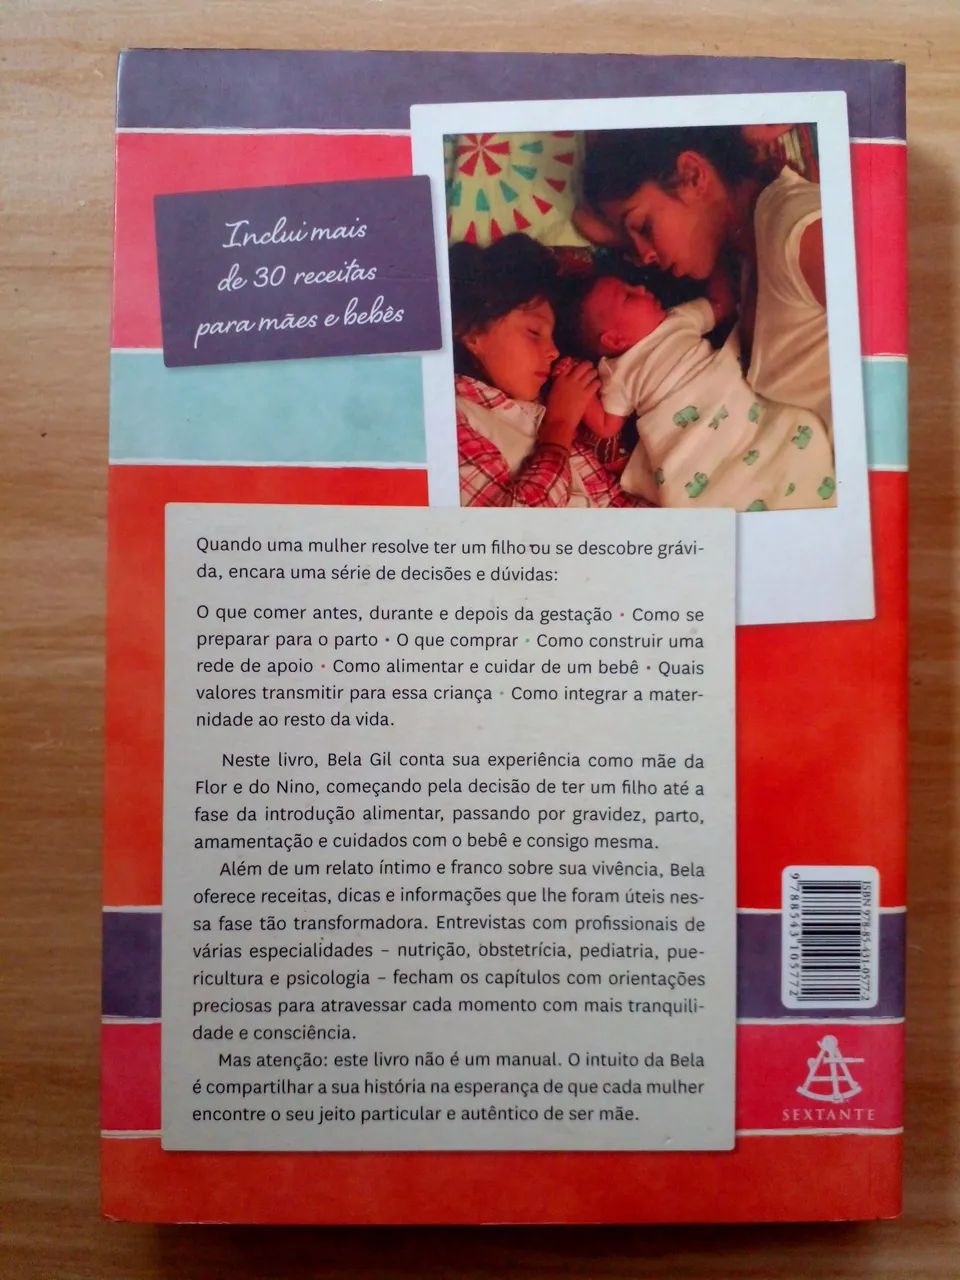 Inclui mais
de 30 receitas
para mães e bebês
Quando uma mulher resolve ter um filho ou se descobre grávi-
da, encara uma série de decisões e dúvidas:
O que comer antes, durante e depois da gestação • Como se
preparar para o parto • O que comprar • Como construir uma
rede de apoio • Como alimentar e cuidar de um bebê • Quais
valores transmitir para essa criança • Como integrar a mater-
nidade ao resto da vida.
Neste livro, Bela Gil conta sua experiência como mãe da
Flor e do Nino, começando pela decisão de ter um filho até a
fase da introdução alimentar, passando por gravidez, parto,
amamentação e cuidados com o bebê e consigo mesma.
Além de um relato íntimo e franco sobre sua vivência, Bela
oferece receitas, dicas e informações que lhe foram úteis nes-
sa fase tão transformadora. Entrevistas com profissionais de
várias especialidades – nutrição, obstetrícia, pediatria, pue-
ricultura e psicologia – fecham os capítulos com orientações
preciosas para atravessar cada momento com mais tranquili-
dade e consciência.
Mas atenção: este livro não é um manual. O intuito da Bela
é compartilhar a sua história na esperança de que cada mulher
encontre o seu jeito particular e autêntico de ser mãe.
ISBN 978-85-431-0577-2
9 788543 105772
SEXTANTE